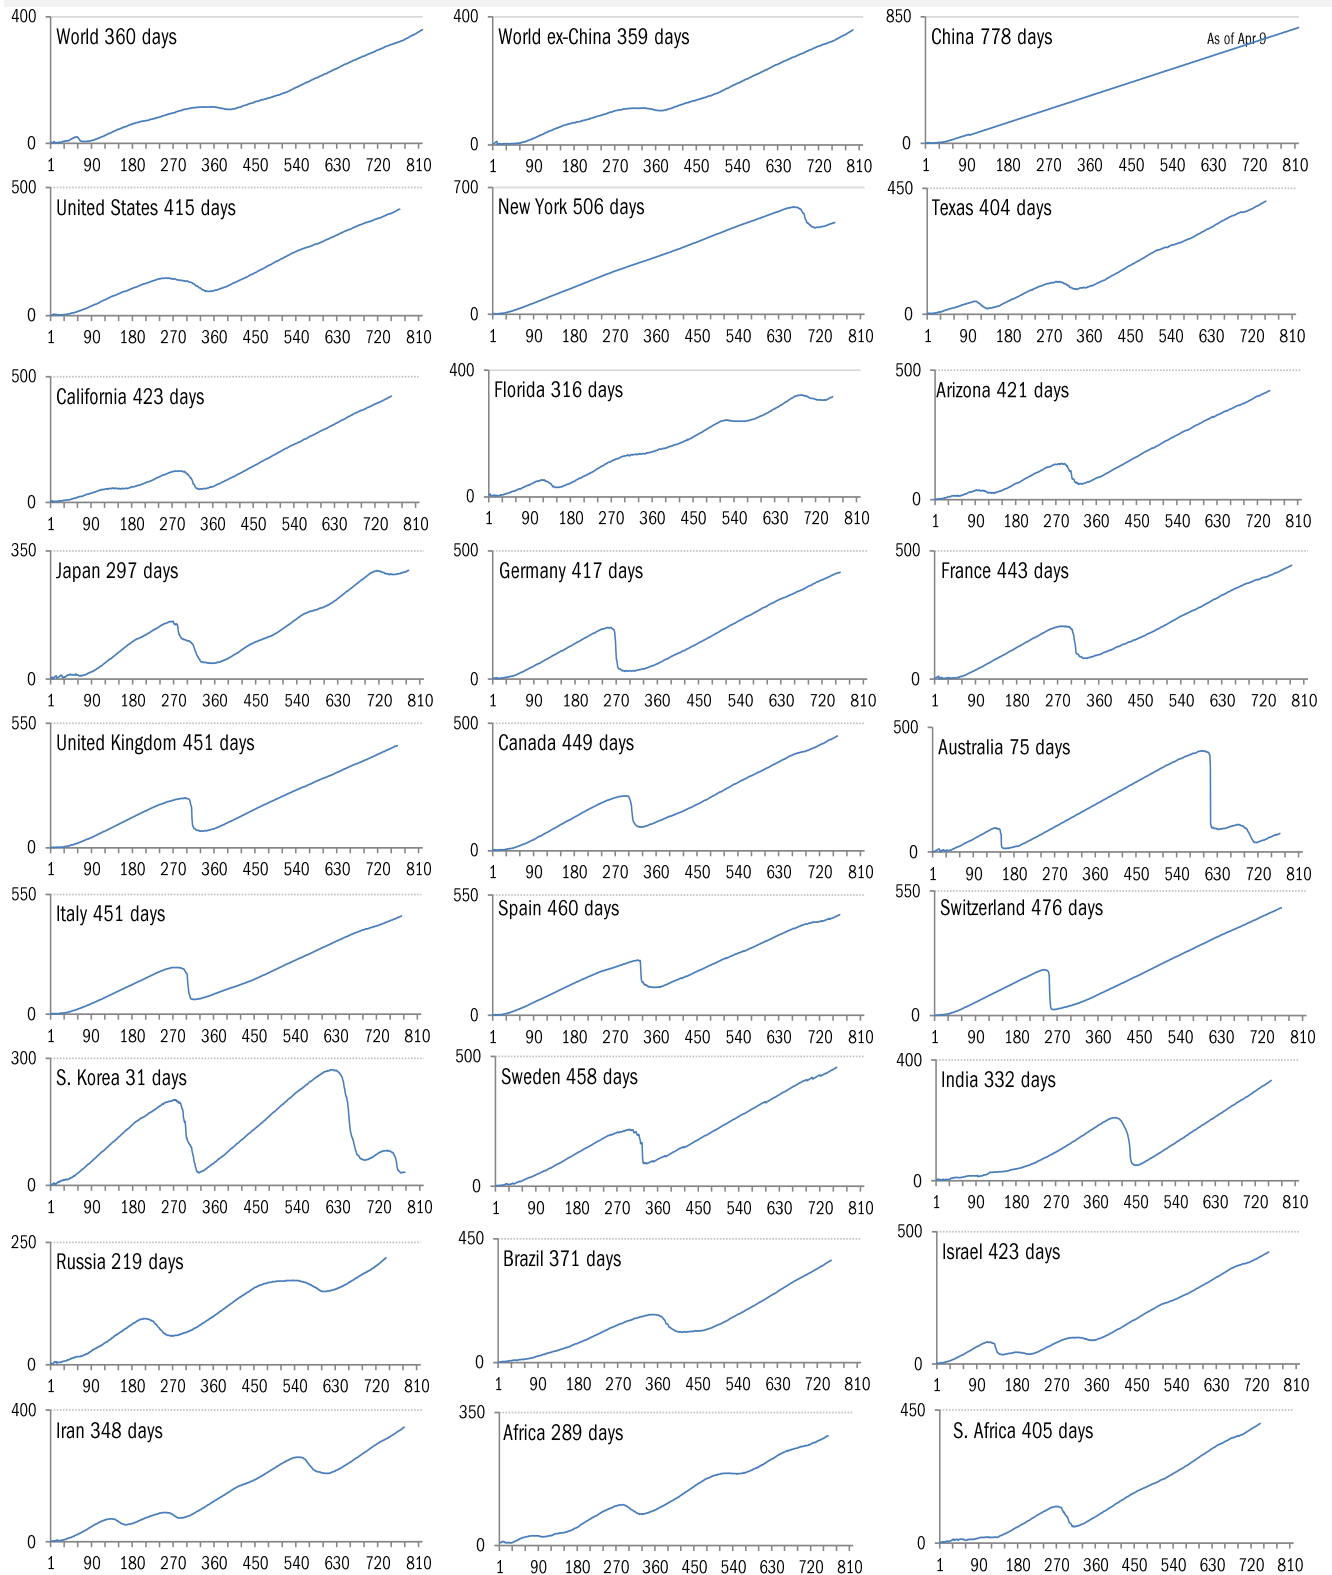 400 400 850
World 360 days World ex-China 359 days China 778 days
As of Apr 9
0 0 0
1 90 180 270 360 450 540 630 720 810 1 90 180 270 360 450 540 630 720 810 1 90 180 270 360 450 540 630 720 810
500 700 450
United States 415 days New York 506 days Texas 404 days
0 0 0
1 90 180 270 360 450 540 630 720 810 1 90 180 270 360 450 540 630 720 810 1 90 180 270 360 450 540 630 720 810
500 400 500
California 423 days Florida 316 days Arizona 421 days
0 0 0
1 90 180 270 360 450 540 630 720 810 1 90 180 270 360 450 540 630 720 810 1 90 180 270 360 450 540 630 720 810
350 500 500
Japan 297 days Germany 417 days France 443 days
0 0 0
1 90 180 270 360 450 540 630 720 810 1 90 180 270 360 450 540 630 720 810 1 90 180 270 360 450 540 630 720 810
550 500 500
United Kingdom 451 days Canada 449 days Australia 75 days
0 0 0
1 90 180 270 360 450 540 630 720 810 1 90 180 270 360 450 540 630 720 810 1 90 180 270 360 450 540 630 720 810
550 550 550
Italy 451 days Spain 460 days Switzerland 476 days
0 0 0
1 90 180 270 360 450 540 630 720 810 1 90 180 270 360 450 540 630 720 810 1 90 180 270 360 450 540 630 720 810
300 500 400
S. Korea 31 days Sweden 458 days India 332 days
0 0 0
1 90 180 270 360 450 540 630 720 810 1 90 180 270 360 450 540 630 720 810 1 90 180 270 360 450 540 630 720 810
250 450 500
Russia 219 days Brazil 371 days Israel 423 days
0 0 0
1 90 180 270 360 450 540 630 720 810 1 90 180 270 360 450 540 630 720 810 1 90 180 270 360 450 540 630 720 810
400 350 450
Iran 348 days Africa 289 days S. Africa 405 days
0 0 0
1 90 180 270 360 450 540 630 720 810 1 90 180 270 360 450 540 630 720 810 1 90 180 270 360 450 540 630 720 810